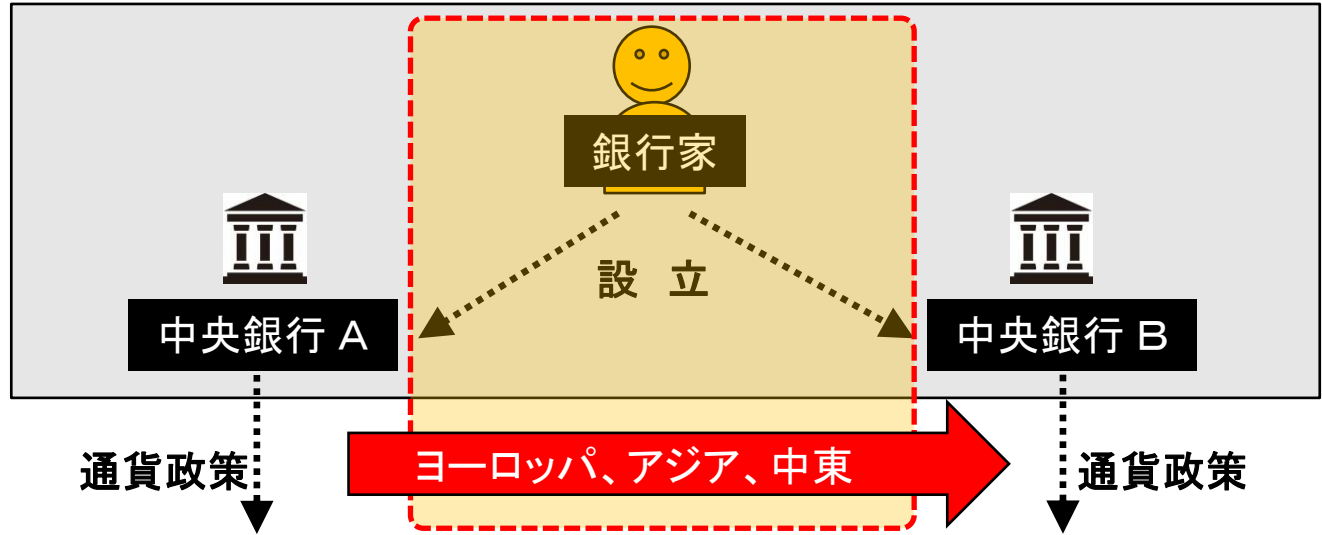 銀行家
設 立
中央銀行 A
中央銀行 B
通貨政策
ヨーロッパ、アジア、中東
通貨政策